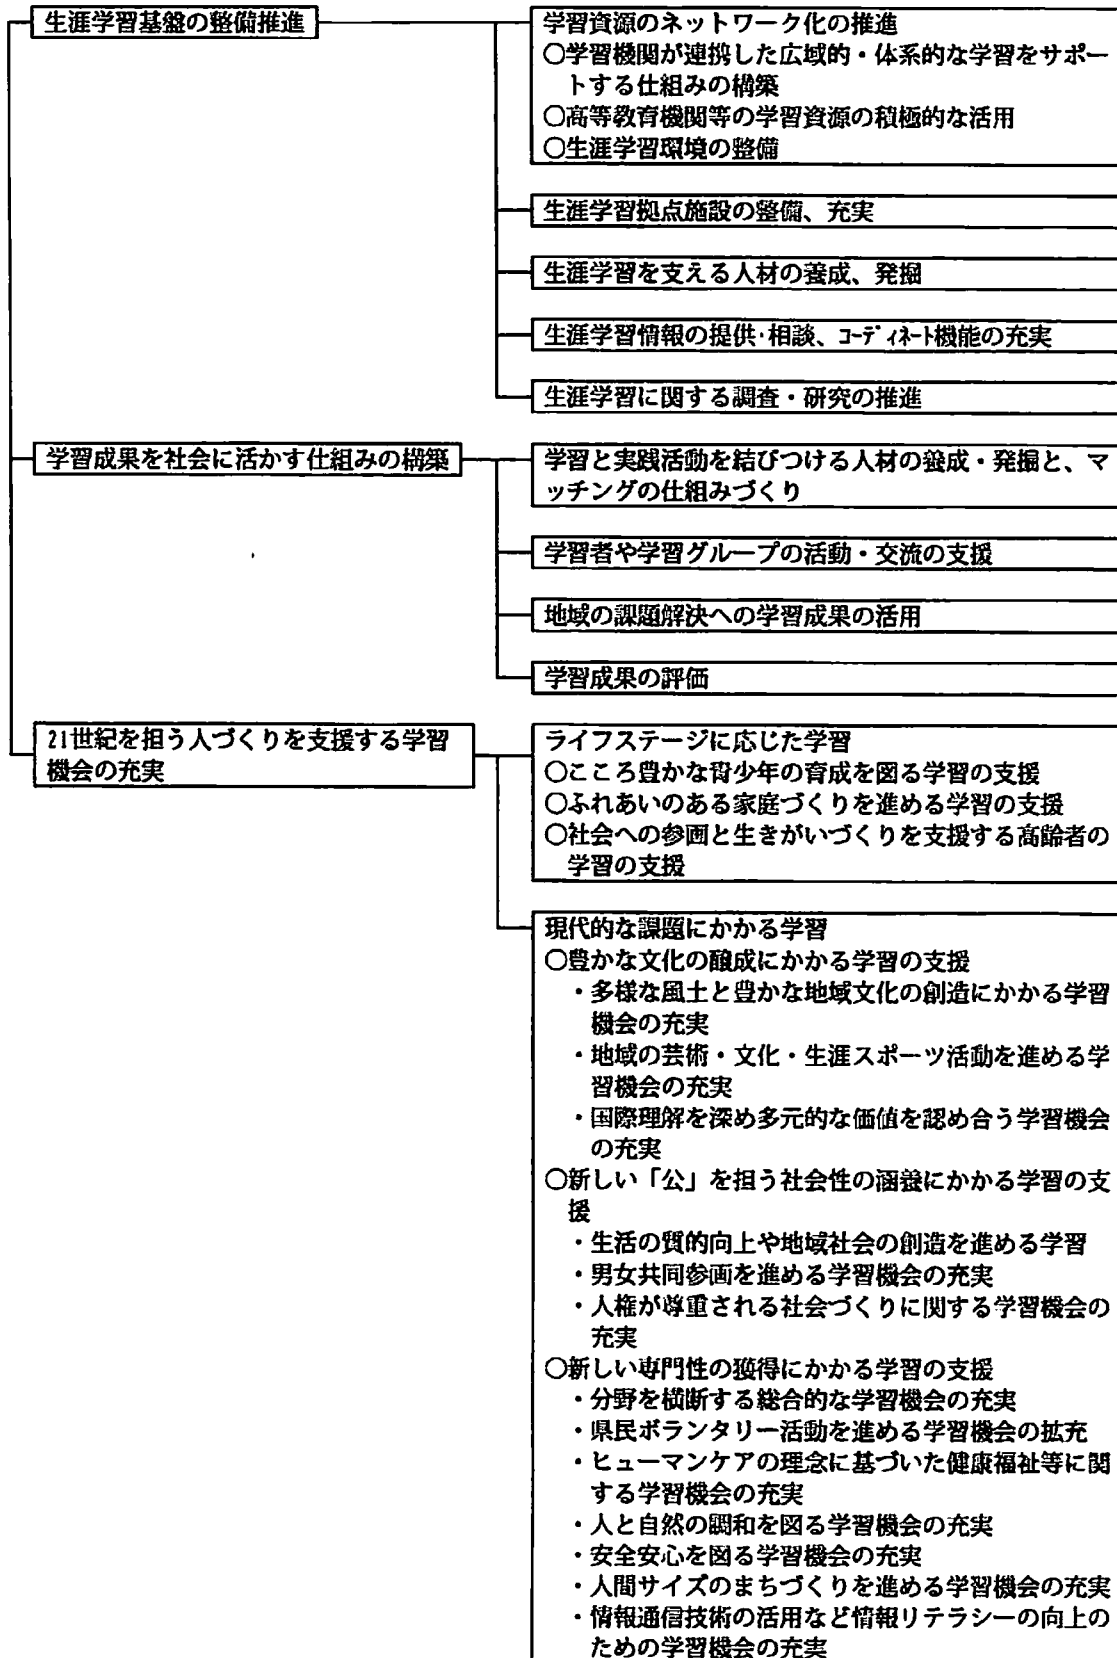 生涯学習基盤の整備推進
学習資源のネットワーク化の推進
○学習機関が連携した広域的・体系的な学習をサポー
トする仕組みの構築
○高等教育機関等の学習資源の積極的な活用
○生涯学習環境の整備
生涯学習拠点施設の整備、充実
生涯学習を支える人材の養成、発掘
生涯学習情報の提供・相談、コーディネート機能の充実
生涯学習に関する調査・研究の推進
学習成果を社会に活かす仕組みの構築
学習と実践活動を結びつける人材の養成・発掘と、マ
ッチングの仕組みづくり
学習者や学習グループの活動・交流の支援
地域の課題解決への学習成果の活用
学習成果の評価
21世紀を担う人づくりを支援する学習
機会の充実
ライフステージに応じた学習
○こころ豊かな青少年の育成を図る学習の支援
○ふれあいのある家庭づくりを進める学習の支援
○社会への参画と生きがいづくりを支援する高齢者の
学習の支援
現代的な課題にかかる学習
○豊かな文化の醸成にかかる学習の支援
・多様な風土と豊かな地域文化の創造にかかる学習
機会の充実
・地域の芸術・文化・生涯スポーツ活動を進める学
習機会の充実
・国際理解を深め多元的な価値を認め合う学習機会
の充実
○新しい「公」を担う社会性の涵養にかかる学習の支
援
・生活の質的向上や地域社会の創造を進める学習
・男女共同参画を進める学習機会の充実
・人権が尊重される社会づくりに関する学習機会の
充実
○新しい専門性の獲得にかかる学習の支援
・分野を横断する総合的な学習機会の充実
・県民ボランタリー活動を進める学習機会の拡充
・ヒューマンケアの理念に基づいた健康福祉等に関
する学習機会の充実
・人と自然の調和を図る学習機会の充実
・安全安心を図る学習機会の充実
・人間サイズのまちづくりを進める学習機会の充実
・情報通信技術の活用など情報リテラシーの向上の
ための学習機会の充実